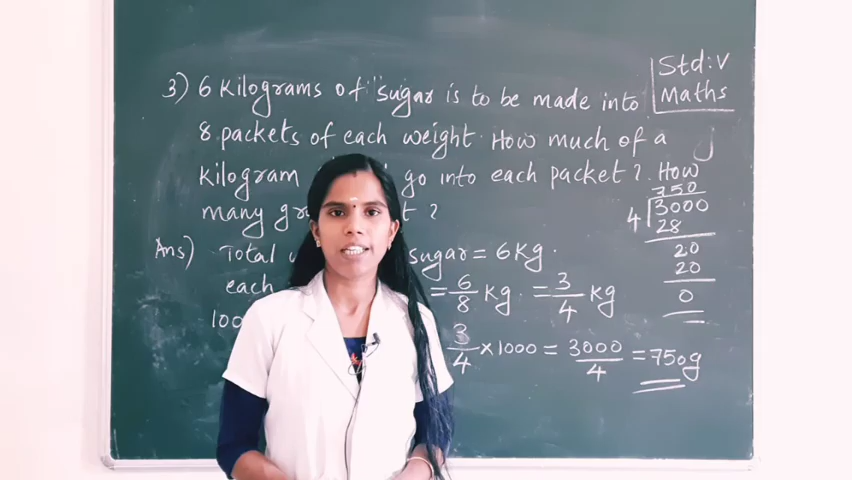 Std: V
Maths
3) 6 Kilograms of "sugar is to be made into
8 packets of each weight. How much of a
kilogram go into each packet? How
many gr t ?
Ans) Total sugar = 6 Kg.
each = 6/8 Kg. = 3/4 Kg
100 3/4 × 1000 = 3000/4 = 750g
350
4 3000
28
20
20
0